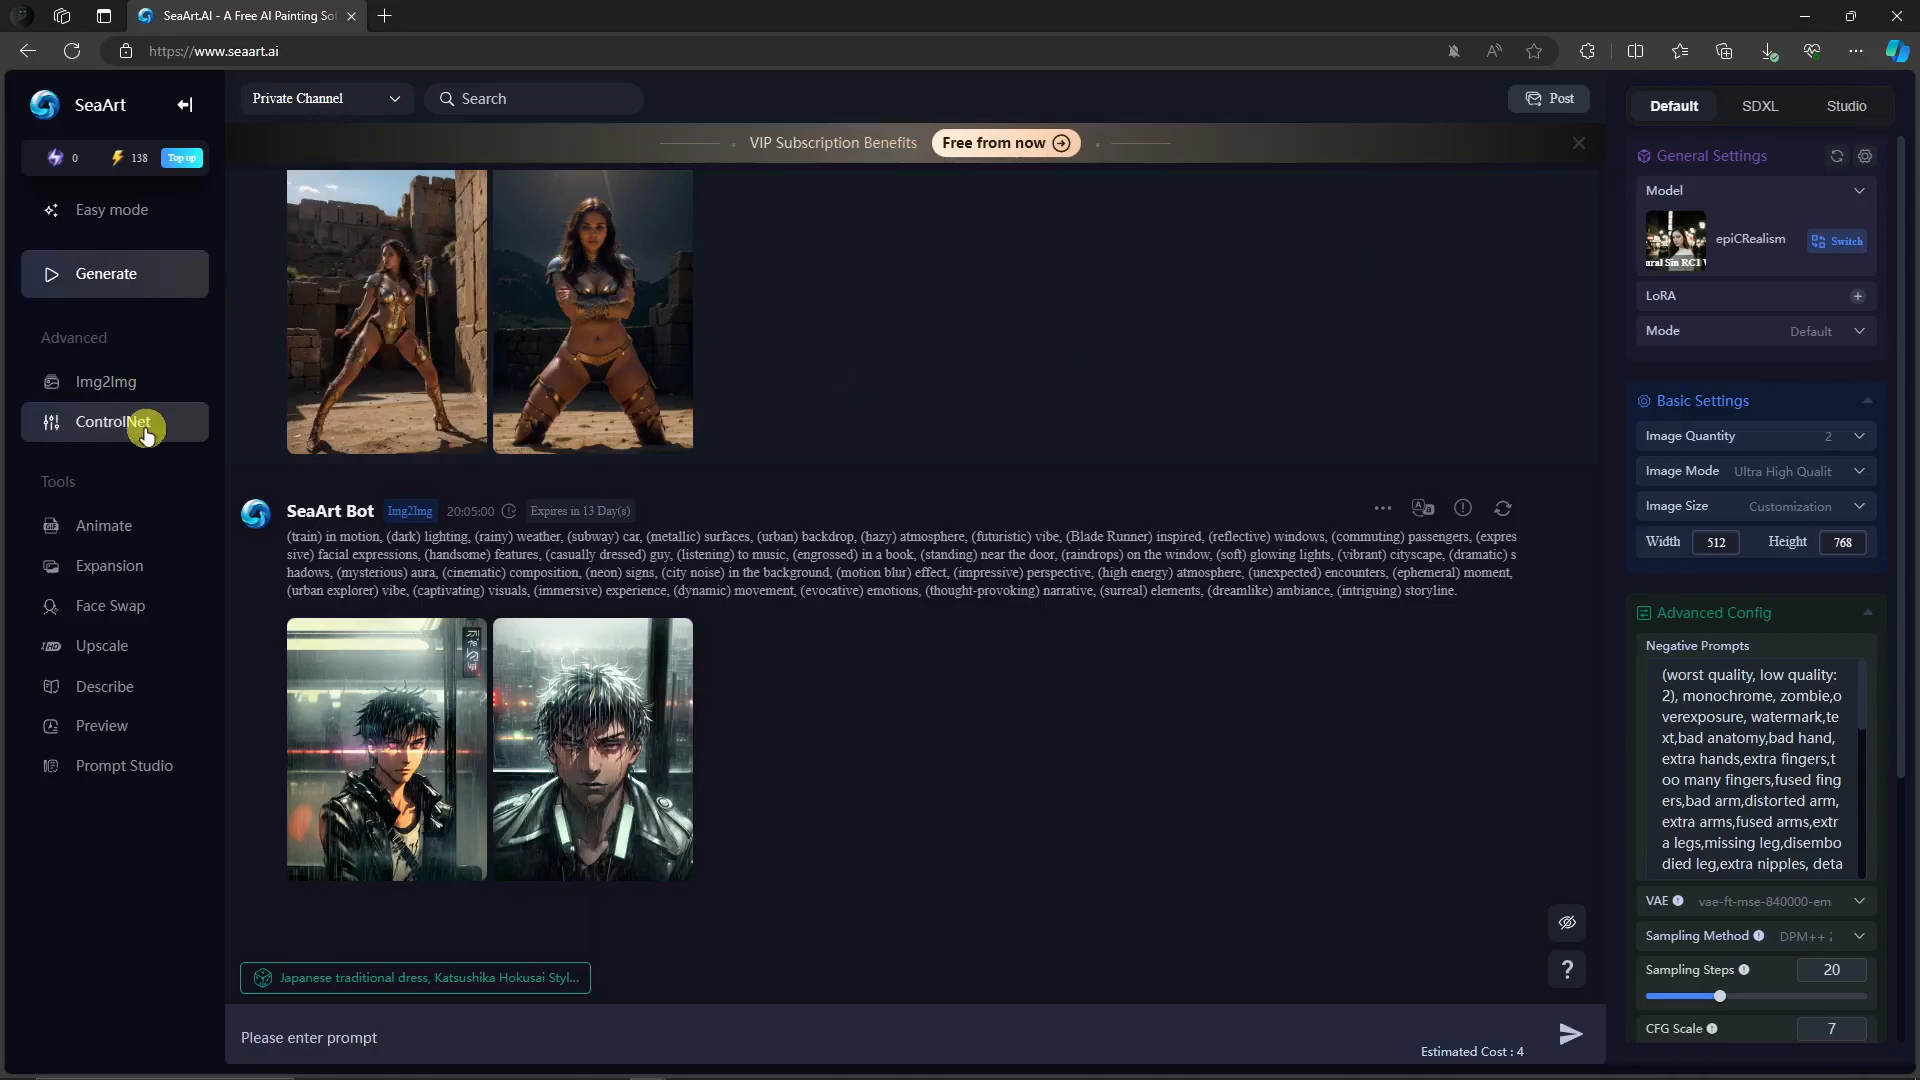 SeaArt.AI - A Free AI Painting So
https://www.seaart.ai
SeaArt
0
138
Top up
Easy mode
Generate
Advanced
Img2Img
ControlNet
Tools
Animate
Expansion
Face Swap
Upscale
Describe
Preview
Prompt Studio
Private Channel
Search
Post
VIP Subscription Benefits
Free from now
SeaArt Bot Img2Img 20:05:00 Expires in 13 Day(s)
(train) in motion, (dark) lighting, (rainy) weather, (subway) car, (metallic) surfaces, (urban) backdrop, (hazy) atmosphere, (futuristic) vibe, (Blade Runner) inspired, (reflective) windows, (commuting) passengers, (expres
sive) facial expressions, (handsome) features, (casually dressed) guy, (listening) to music, (engrossed) in a book, (standing) near the door, (raindrops) on the window, (soft) glowing lights, (vibrant) cityscape, (dramatic) s
hadows, (mysterious) aura, (cinematic) composition, (neon) signs, (city noise) in the background, (motion blur) effect, (impressive) perspective, (high energy) atmosphere, (unexpected) encounters, (ephemeral) moment,
(urban explorer) vibe, (captivating) visuals, (immersive) experience, (dynamic) movement, (evocative) emotions, (thought-provoking) narrative, (surreal) elements, (dreamlike) ambiance, (intriguing) storyline.
Japanese traditional dress, Katsushika Hokusai Styl...
Please enter prompt
Estimated Cost : 4
?
Default
SDXL
Studio
General Settings
Model
epiCRealism
Switch
ural Sin RC1
LoRA
Mode
Default
Basic Settings
Image Quantity
2
Image Mode
Ultra High Qualit
Image Size
Customization
Width
512
Height
768
Advanced Config
Negative Prompts
(worst quality, low quality:
2), monochrome, zombie,o
verexposure, watermark,te
xt,bad anatomy,bad hand,
extra hands,extra fingers,t
oo many fingers,fused fing
ers,bad arm,distorted arm,
extra arms,fused arms,extr
a legs,missing leg,disembo
died leg,extra nipples, deta
VAE
vae-ft-mse-840000-em
Sampling Method
DPM++
Sampling Steps
20
CFG Scale
7